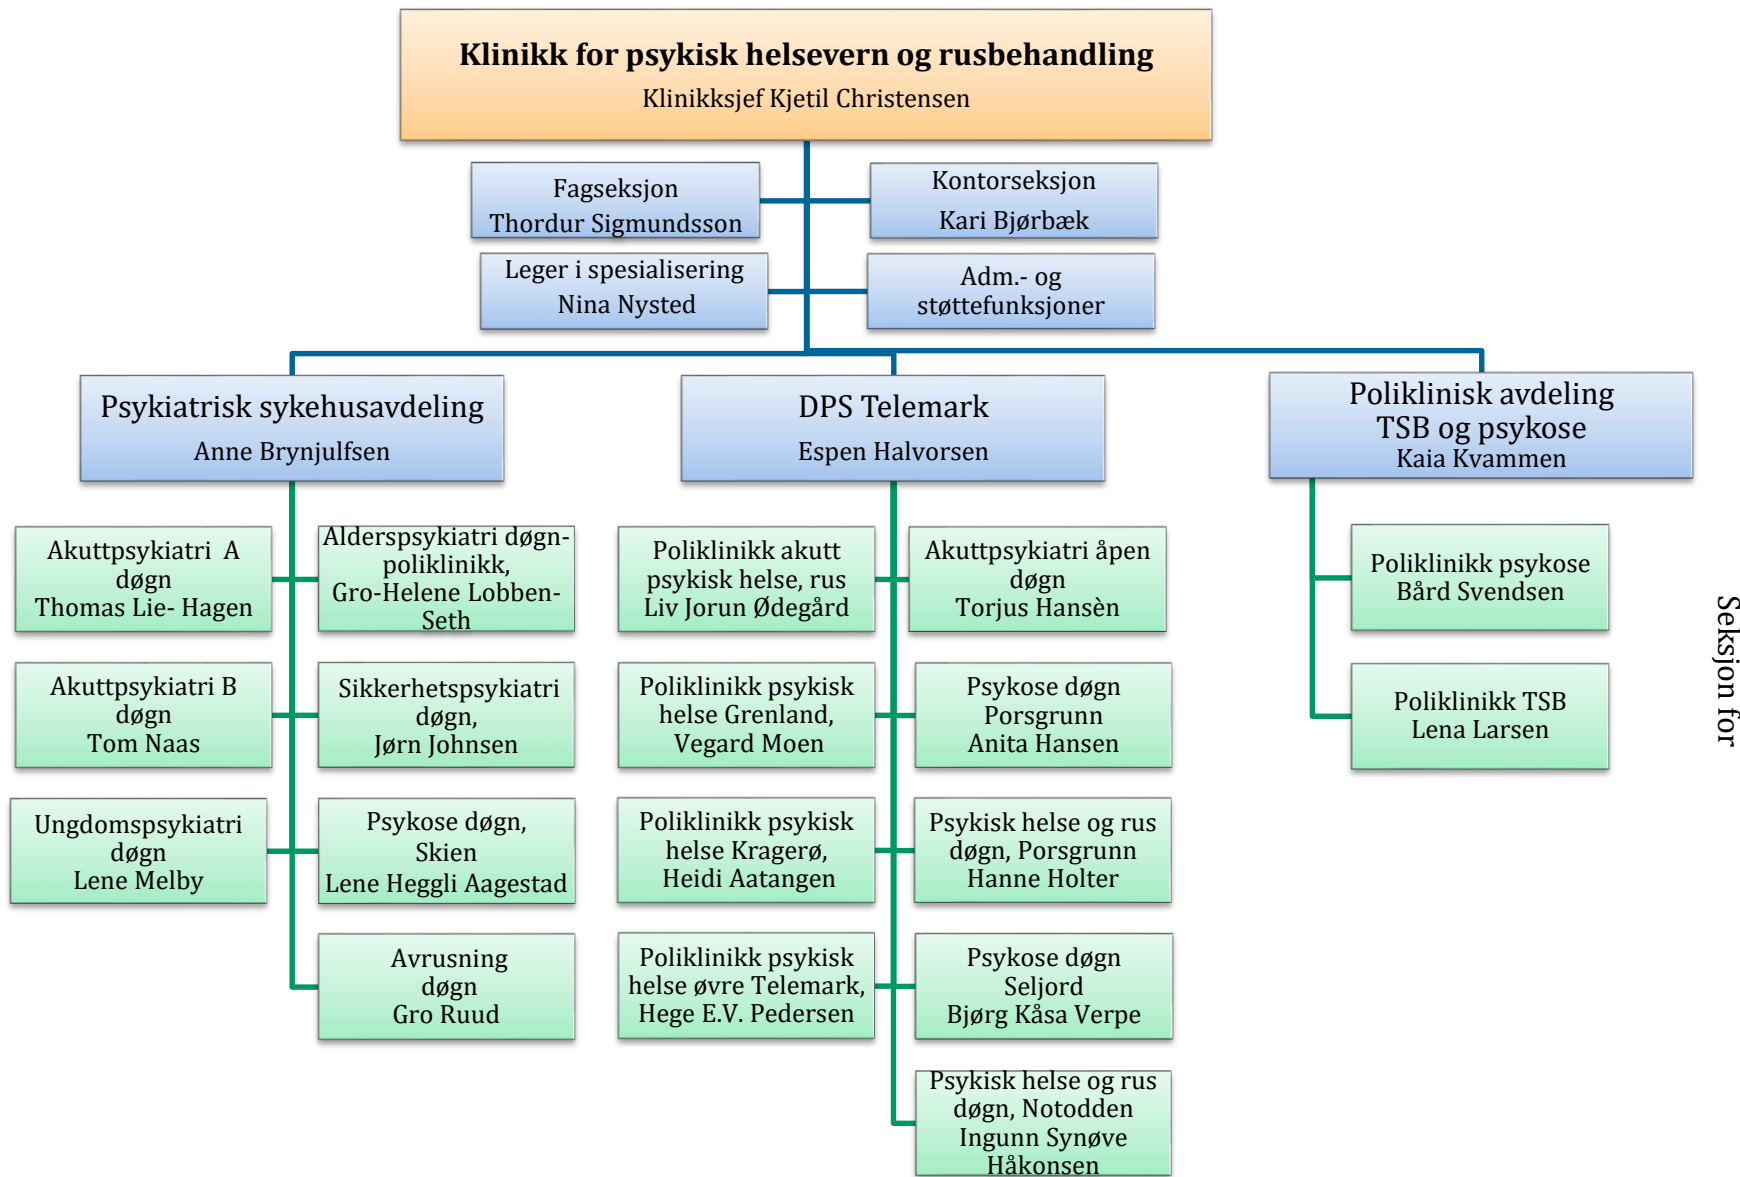 Klinikk for psykisk helsevern og rusbehandling
Klinikksjef Kjetil Christensen
Fagseksjon
Thordur Sigmundsson
Kontorseksjon
Kari Bjørbæk
Leger i spesialisering
Nina Nysted
Adm.- og
støttefunksjoner
Psykiatrisk sykehusavdeling
Anne Brynjulfsen
DPS Telemark
Espen Halvorsen
Poliklinisk avdeling
TSB og psykose
Kaia Kvammen
Akuttpsykiatri A
døgn
Thomas Lie- Hagen
Alderspsykiatri døgn-
poliklinikk,
Gro-Helene Lobben-
Seth
Akuttpsykiatri B
døgn
Tom Naas
Sikkerhetspsykiatri
døgn,
Jørn Johnsen
Ungdomspsykiatri
døgn
Lene Melby
Psykose døgn,
Skien
Lene Heggli Aagestad
Avrusning
døgn
Gro Ruud
Poliklinikk akutt
psykisk helse, rus
Liv Jorun Ødegård
Akuttpsykiatri åpen
døgn
Torjus Hansèn
Poliklinikk psykisk
helse Grenland,
Vegard Moen
Psykose døgn
Porsgrunn
Anita Hansen
Poliklinikk psykisk
helse Kragerø,
Heidi Aatangen
Psykisk helse og rus
døgn, Porsgrunn
Hanne Holter
Poliklinikk psykisk
helse øvre Telemark,
Hege E.V. Pedersen
Psykose døgn
Seljord
Bjørg Kåsa Verpe
Psykisk helse og rus
døgn, Notodden
Ingunn Synøve
Håkonsen
Poliklinikk psykose
Bård Svendsen
Poliklinikk TSB
Lena Larsen
Seksjon for